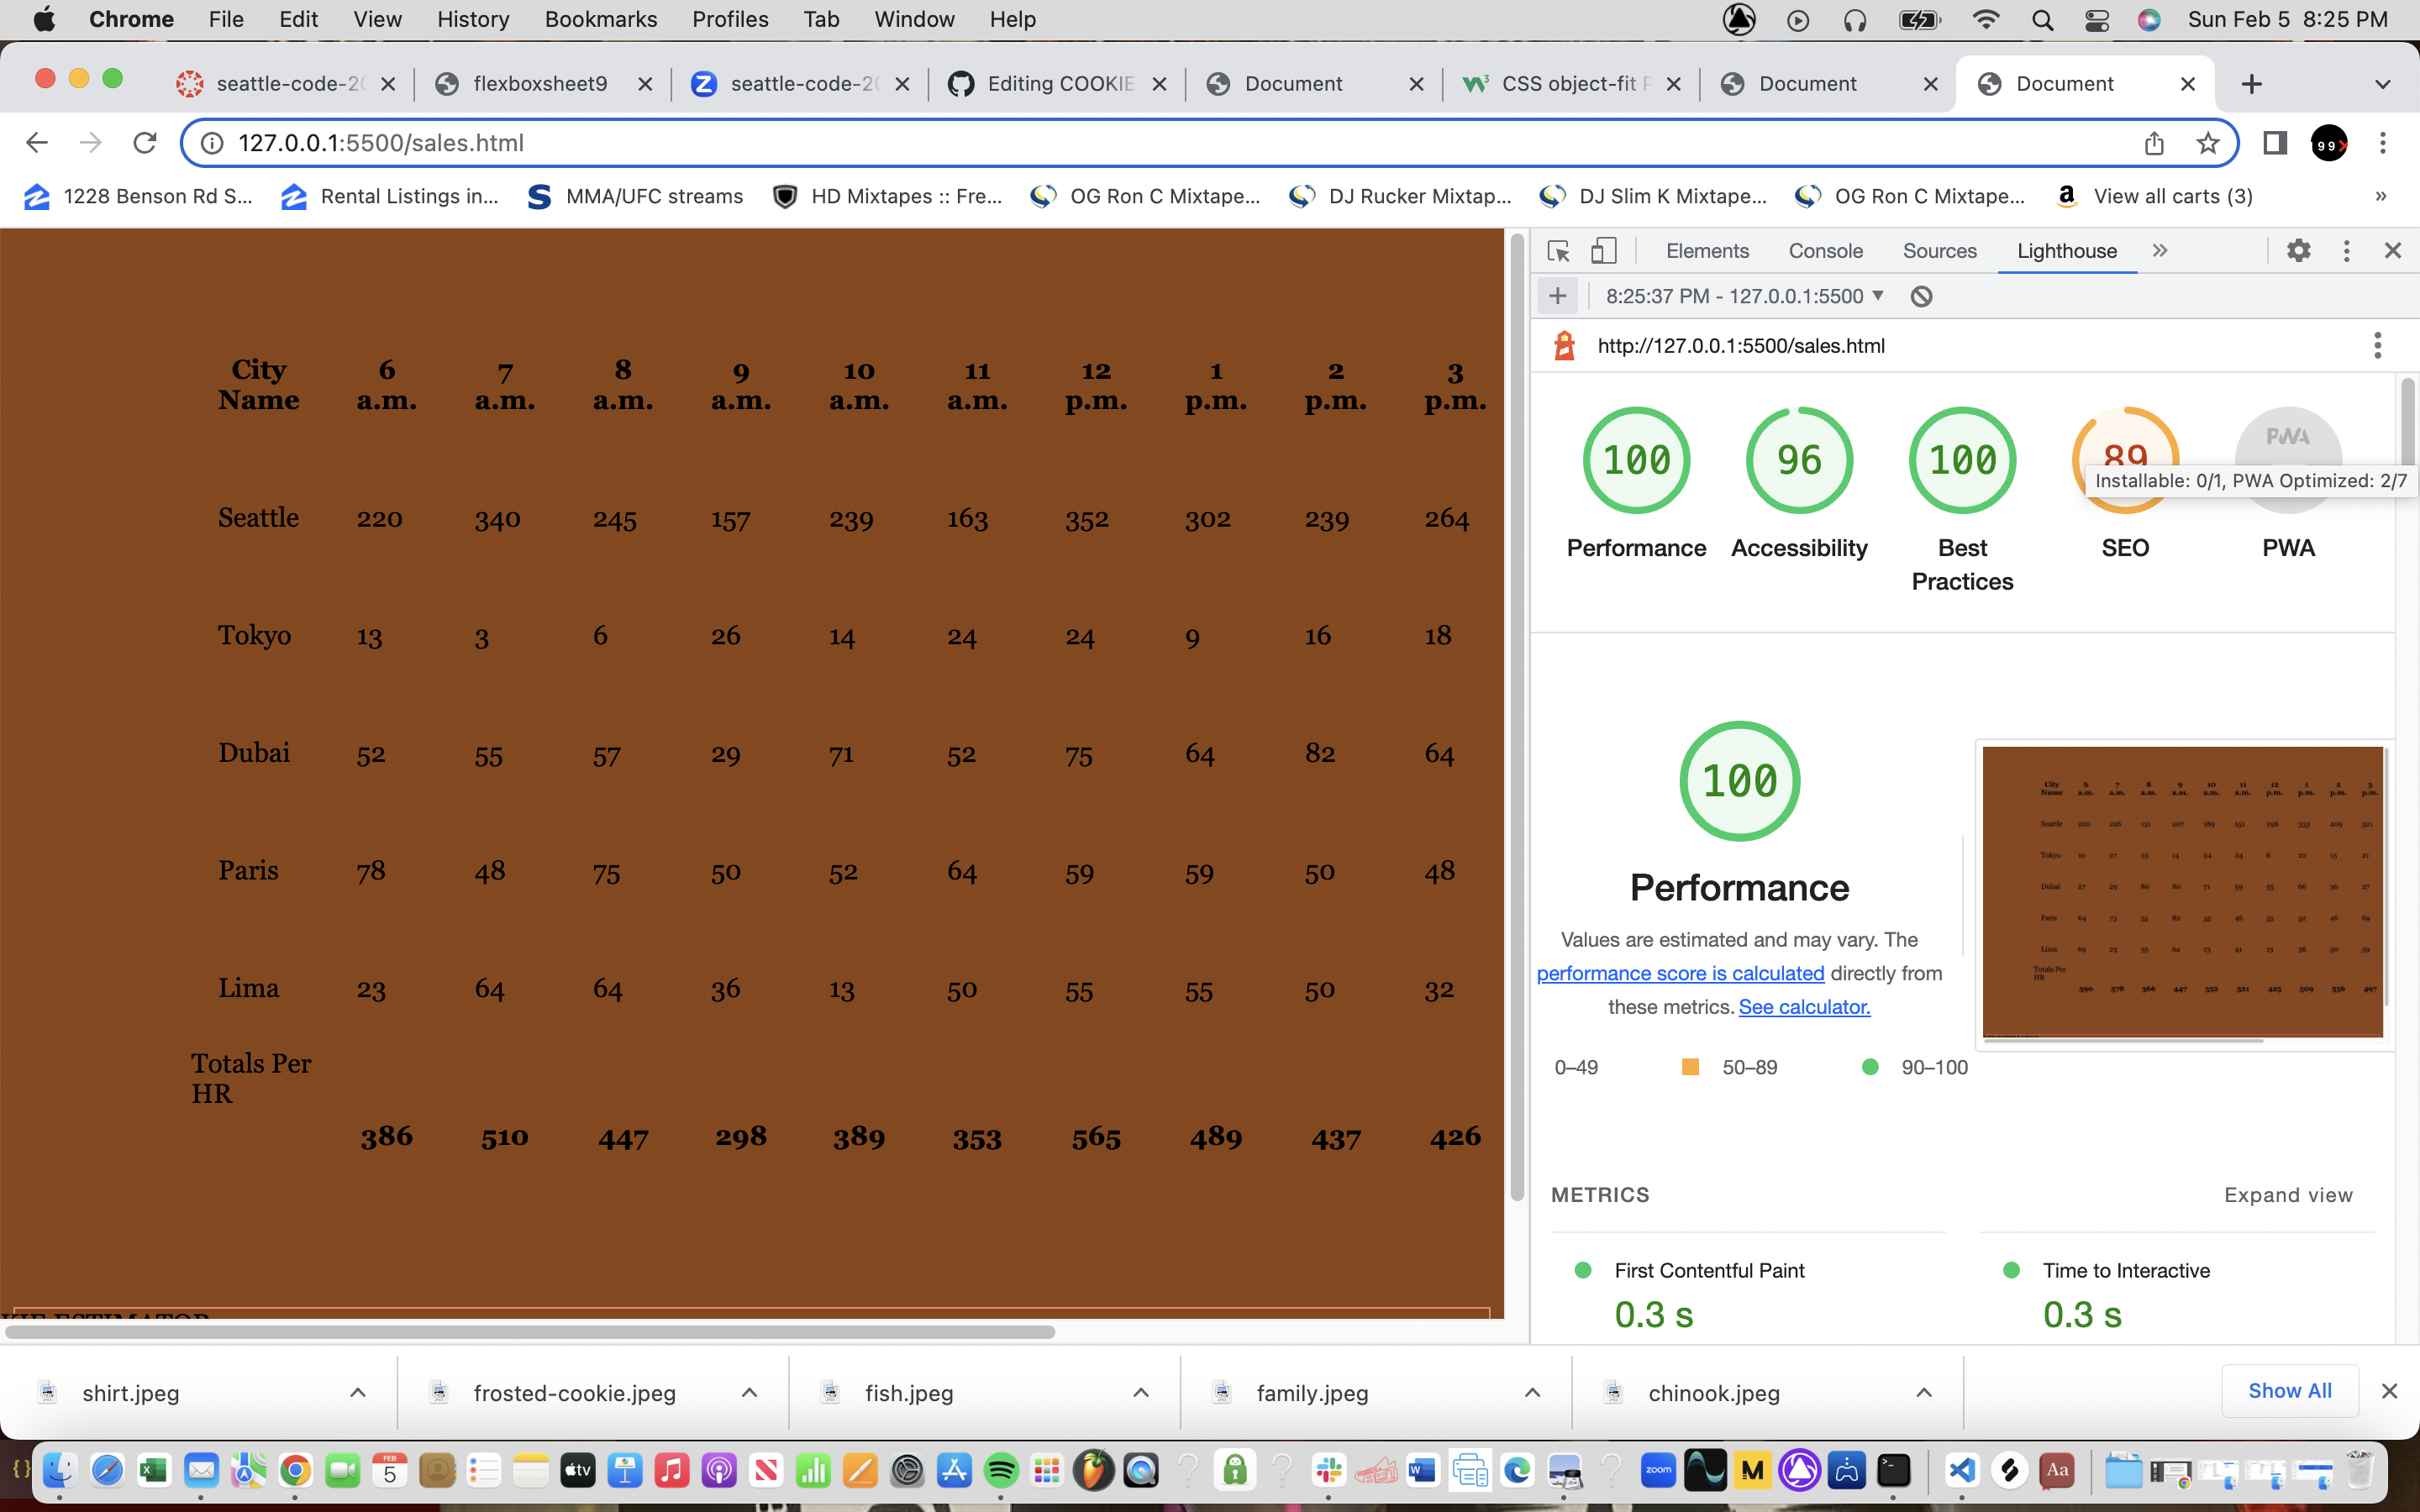 Chrome File Edit View History Bookmarks Profiles Tab Window Help Sun Feb 5 8:25 PM
seattle-code-20 flexboxsheet9 seattle-code-20 Editing COOKIE Document CSS object-fit P Document Document
127.0.0.1:5500/sales.html
1228 Benson Rd S... Rental Listings in... MMA/UFC streams HD Mixtapes :: Fre... OG Ron C Mixtape... DJ Rucker Mixtap... DJ Slim K Mixtape... OG Ron C Mixtape... View all carts (3)
City Name 6 a.m. 7 a.m. 8 a.m. 9 a.m. 10 a.m. 11 a.m. 12 p.m. 1 p.m. 2 p.m. 3 p.m.
Seattle 220 340 245 157 239 163 352 302 239 264
Tokyo 13 3 6 26 14 24 24 9 16 18
Dubai 52 55 57 29 71 52 75 64 82 64
Paris 78 48 75 50 52 64 59 59 50 48
Lima 23 64 64 36 13 50 55 55 50 32
Totals Per
HR
386 510 447 298 389 353 565 489 437 426
KIE ESTIMATOR
Elements Console Sources Lighthouse
8:25:37 PM - 127.0.0.1:5500
http://127.0.0.1:5500/sales.html
100 96 100 89 PWA
Installable: 0/1, PWA Optimized: 2/7
Performance Accessibility Best Practices SEO PWA
100
Performance
Values are estimated and may vary. The
performance score is calculated directly from
these metrics. See calculator.
0–49 50–89 90–100
METRICS Expand view
First Contentful Paint Time to Interactive
0.3 s 0.3 s
shirt.jpeg frosted-cookie.jpeg fish.jpeg family.jpeg chinook.jpeg Show All
FEB
5
tv
zoom
M
Aa